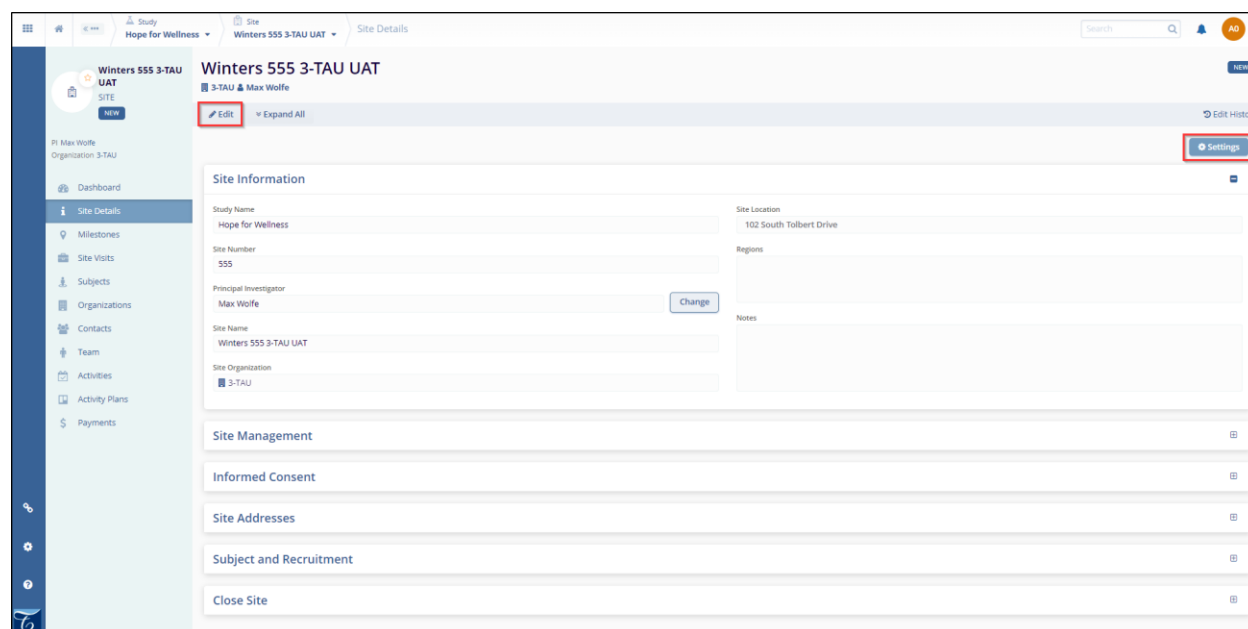 Study
Hope for Wellness
Site
Winters 555 3-TAU UAT
Site Details
Search
AO
Winters 555 3-TAU
UAT
SITE
NEW
PI Max Wolfe
Organization 3-TAU
Dashboard
Site Details
Milestones
Site Visits
Subjects
Organizations
Contacts
Team
Activities
Activity Plans
Payments
Winters 555 3-TAU UAT
NEW
3-TAU Max Wolfe
Edit
Expand All
Edit Histo
Settings
Site Information
Study Name
Hope for Wellness
Site Number
555
Principal Investigator
Max Wolfe
Change
Site Name
Winters 555 3-TAU UAT
Site Organization
3-TAU
Site Location
102 South Tolbert Drive
Regions
Notes
Site Management
Informed Consent
Site Addresses
Subject and Recruitment
Close Site